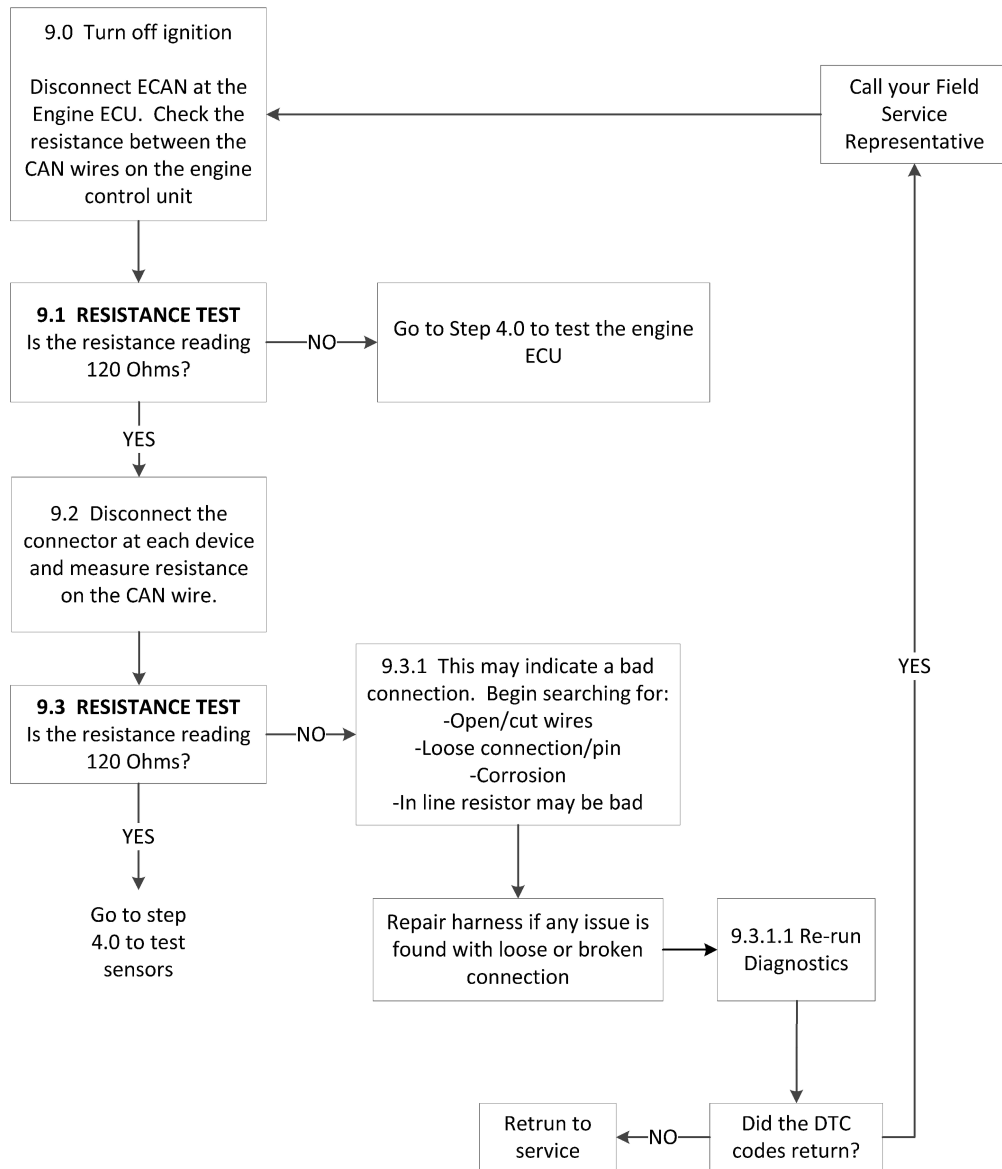 9.0 Turn off ignition
Disconnect ECAN at the
Engine ECU. Check the
resistance between the
CAN wires on the engine
control unit
Call your Field
Service
Representative
9.1 RESISTANCE TEST
Is the resistance reading
120 Ohms?
NO
Go to Step 4.0 to test the engine
ECU
YES
9.2 Disconnect the
connector at each device
and measure resistance
on the CAN wire.
9.3 RESISTANCE TEST
Is the resistance reading
120 Ohms?
NO
9.3.1 This may indicate a bad
connection. Begin searching for:
-Open/cut wires
-Loose connection/pin
-Corrosion
-In line resistor may be bad
YES
YES
Go to step
4.0 to test
sensors
Repair harness if any issue is
found with loose or broken
connection
9.3.1.1 Re-run
Diagnostics
Did the DTC
codes return?
NO
Retrun to
service